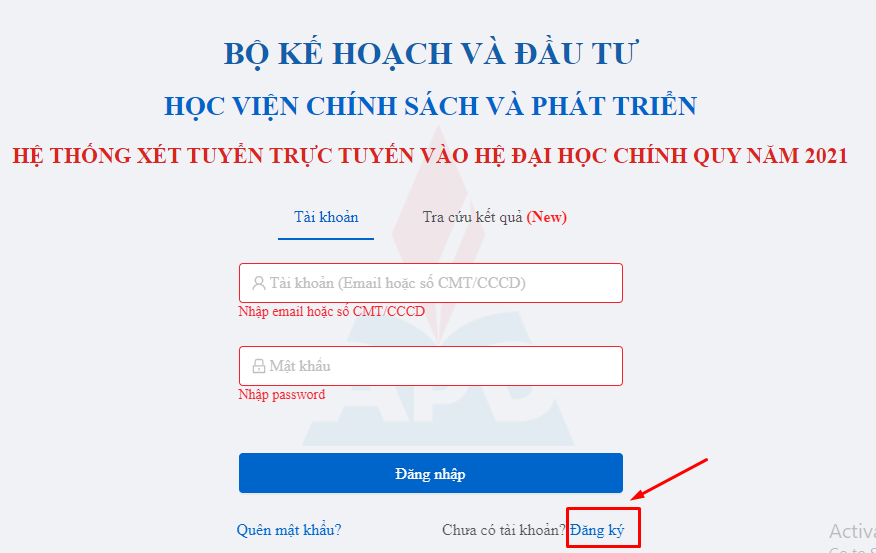 BỘ KẾ HOẠCH VÀ ĐẦU TƯ
HỌC VIỆN CHÍNH SÁCH VÀ PHÁT TRIỂN
HỆ THỐNG XÉT TUYỂN TRỰC TUYẾN VÀO HỆ ĐẠI HỌC CHÍNH QUY NĂM 2021
Tài khoản Tra cứu kết quả (New)
Tài khoản (Email hoặc số CMT/CCCD)
Nhập email hoặc số CMT/CCCD
Mật khẩu
Nhập password
APD
Đăng nhập
Quên mật khẩu? Chưa có tài khoản? Đăng ký
Activa